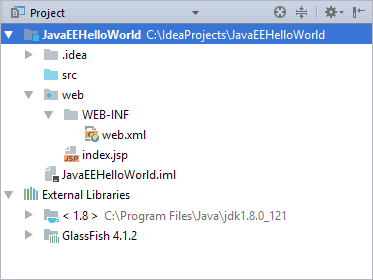 Project
JavaEEHelloWorld C:\IdeaProjects\JavaEEHelloWorld
.idea
src
web
WEB-INF
web.xml
JSP index.jsp
JavaEEHelloWorld.iml
External Libraries
< 1.8 > C:\Program Files\Java\jdk1.8.0_121
GlassFish 4.1.2